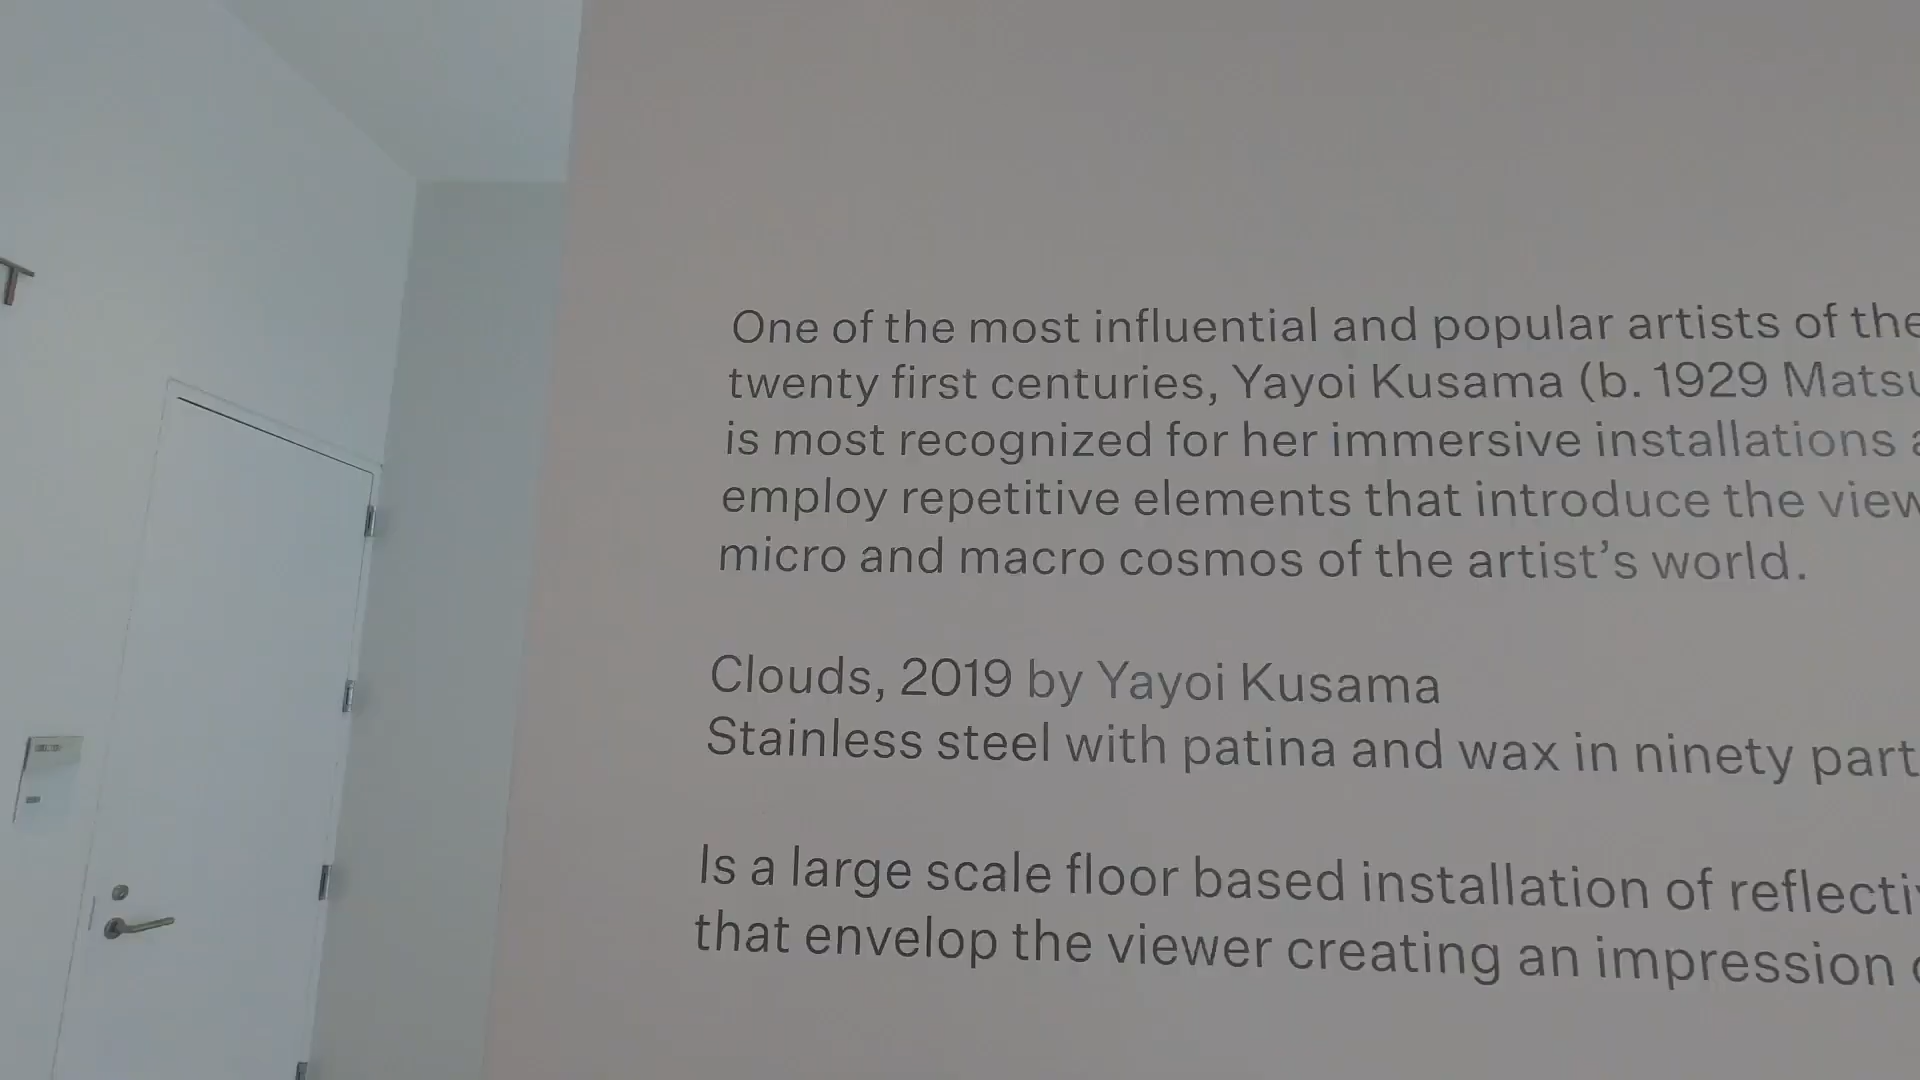 T
One of the most influential and popular artists of the
twenty first centuries, Yayoi Kusama (b. 1929
is most recognized for her immersive installations
employ repetitive elements that introduce the
micro and macro cosmos of the artist’s world.
Clouds, 2019 by Yayoi Kusama
Stainless steel with patina and wax in ninety
Is a large scale floor based installation of
that envelop the viewer creating an impression